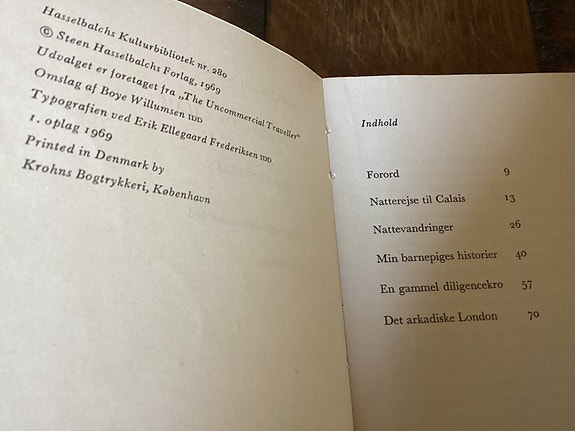 Hasselbalchs Kulturbibliotek nr. 280
© Steen Hasselbalchs Forlag, 1969
Udvalget er foretaget fra „The Uncommercial Traveller"
Omslag af Boye Willumsen IDD
Typografien ved Erik Ellegaard Frederiksen IDD
1. oplag 1969
Printed in Denmark by
Krohns Bogtrykkeri, København
Indhold
Forord 9
Natterejse til Calais 13
Nattevandringer 26
Min barnepiges historier 40
En gammel diligencekro 57
Det arkadiske London 70